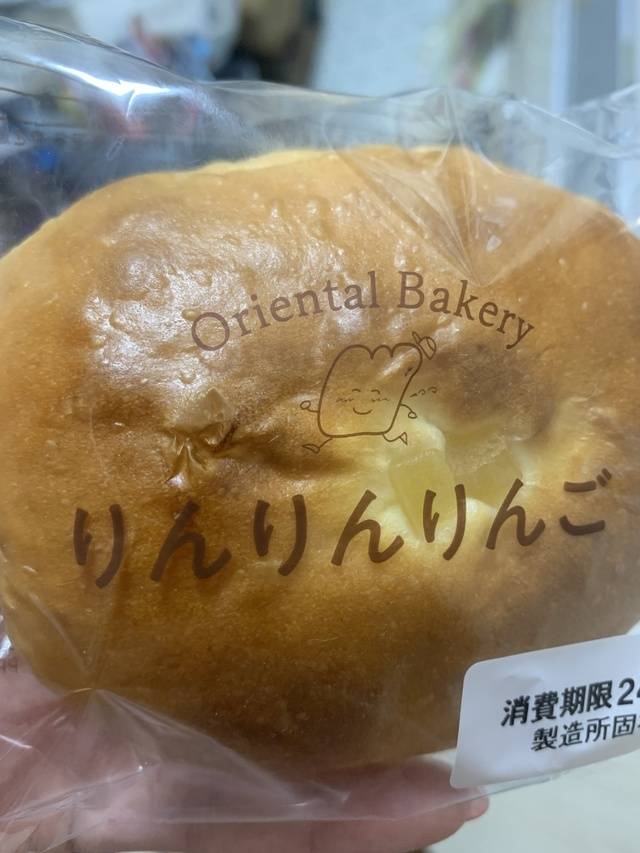 Oriental Bakery
りんりんりんご
消費期限24
製造所固